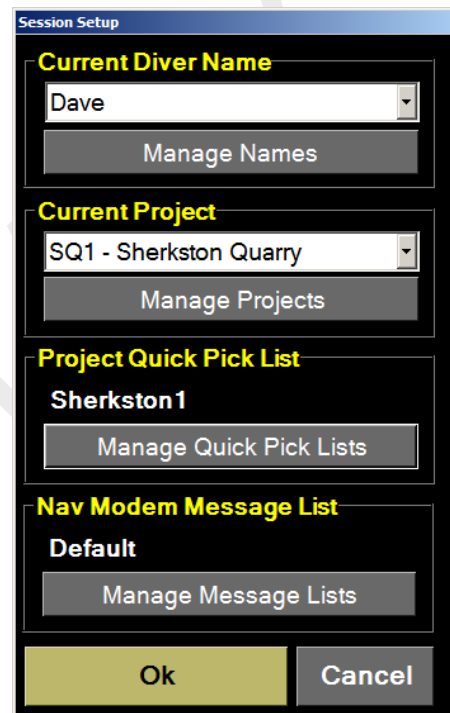 Session Setup
Current Diver Name
Dave
Manage Names
Current Project
SQ1 - Sherkston Quarry
Manage Projects
Project Quick Pick List
Sherkston1
Manage Quick Pick Lists
Nav Modem Message List
Default
Manage Message Lists
Ok Cancel